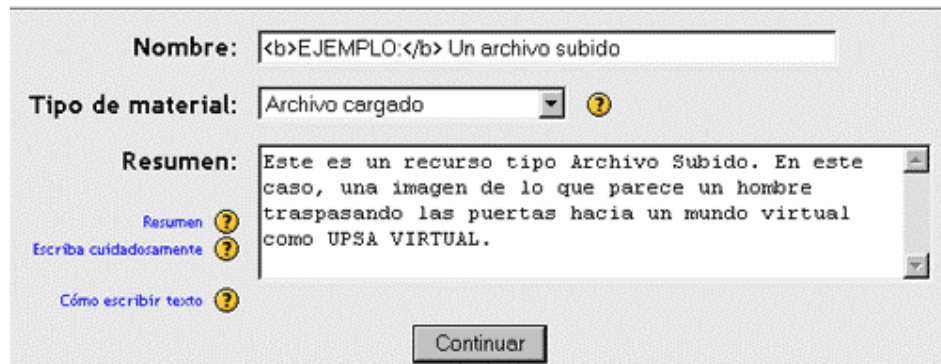 Nombre: <b>EJEMPLO:</b> Un archivo subido
Tipo de material: Archivo cargado ?
Resumen: Este es un recurso tipo Archivo Subido. En este
caso, una imagen de lo que parece un hombre
traspasando las puertas hacia un mundo virtual
como UPSA VIRTUAL.
Resumen ?
Escriba cuidadosamente ?
Cómo escribir texto ?
Continuar